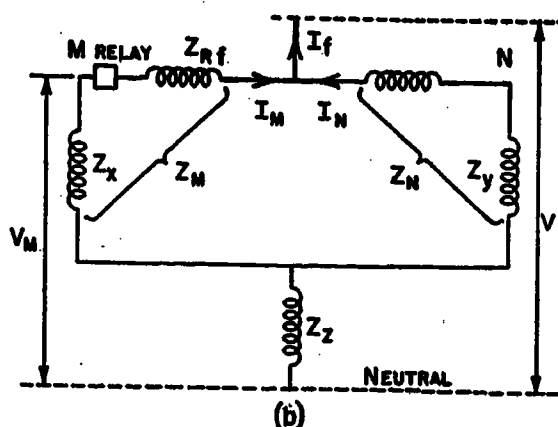 M RELAY
Z_Rf
I_f
N
I_M
I_N
Z_x
Z_M
Z_N
Z_y
V_M
V
Z_Z
NEUTRAL
(b)